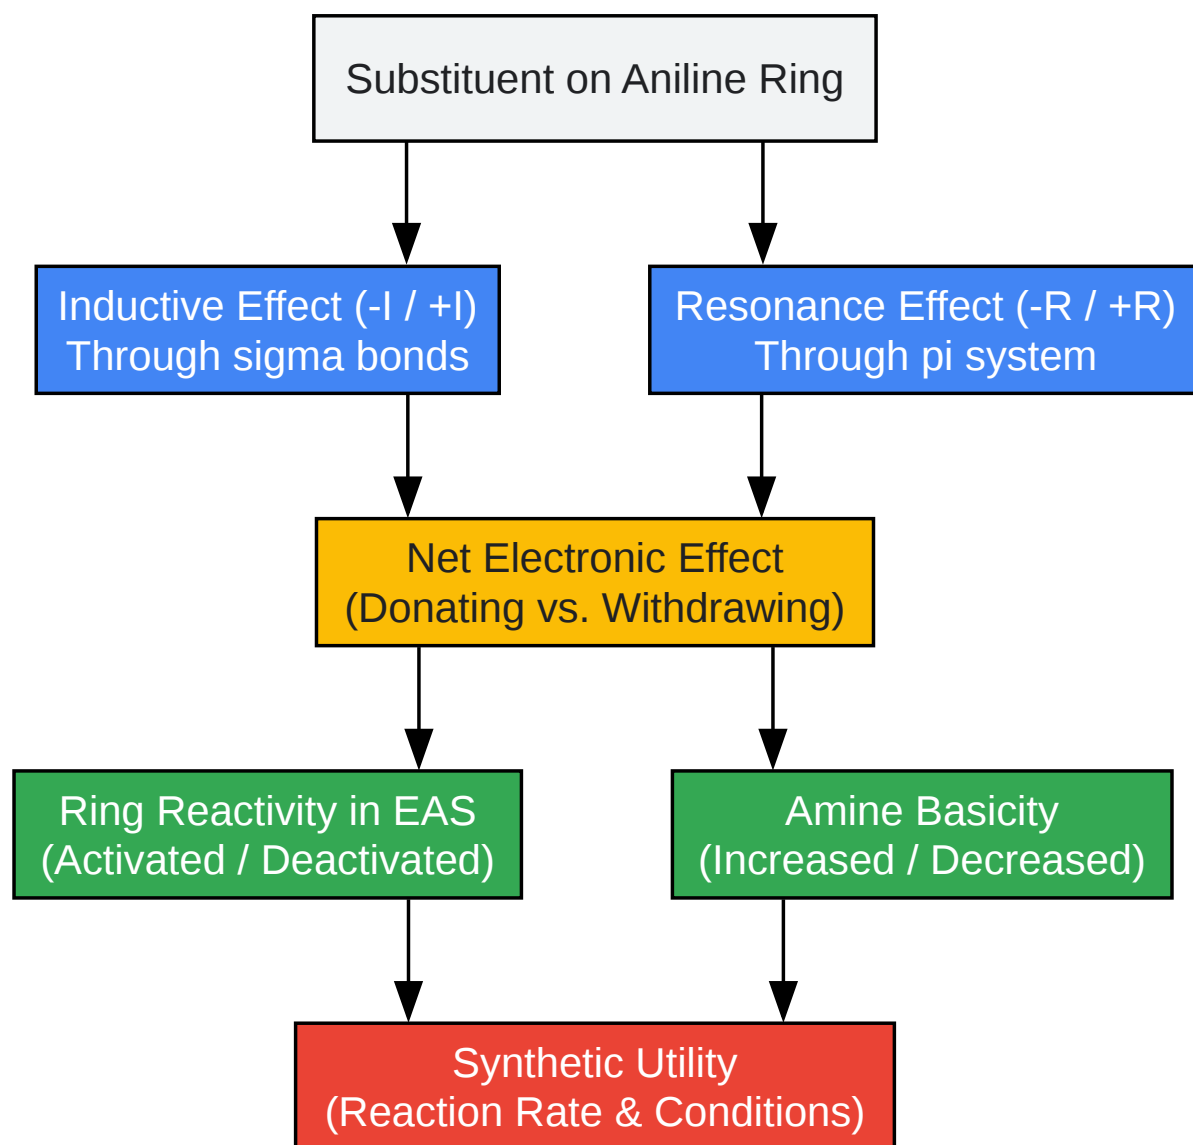 Substituent on Aniline Ring
Inductive Effect (-I / +I)
Through sigma bonds
Resonance Effect (-R / +R)
Through pi system
Net Electronic Effect
(Donating vs. Withdrawing)
Ring Reactivity in EAS
(Activated / Deactivated)
Amine Basicity
(Increased / Decreased)
Synthetic Utility
(Reaction Rate & Conditions)